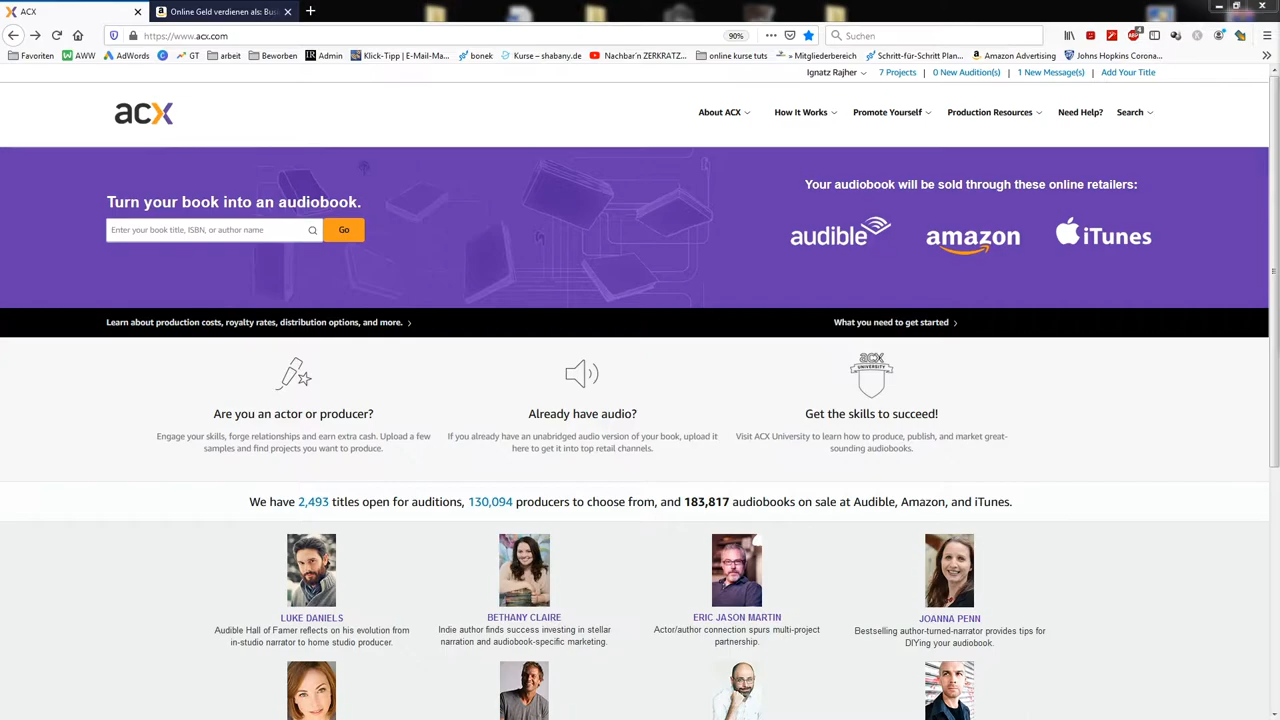 ACX
Online Geld verdienen als: Busi
https://www.acx.com
90%
Suchen
Favoriten
AWW
AdWords
GT
arbeit
Beworben
Admin
Klick-Tipp | E-Mail-Ma...
bonek
Kurse – shabany.de
Nachbar´n ZERKRATZ...
online kurse tuts
» Mitgliederbereich
Schritt-für-Schritt Plan...
Amazon Advertising
Johns Hopkins Corona...
Ignatz Rajher
7 Projects | 0 New Audition(s) | 1 New Message(s) | Add Your Title
acx
About ACX
How It Works
Promote Yourself
Production Resources
Need Help?
Search
Turn your book into an audiobook.
Enter your book title, ISBN, or author name
Go
Your audiobook will be sold through these online retailers:
audible
amazon
iTunes
Learn about production costs, royalty rates, distribution options, and more.
What you need to get started
Are you an actor or producer?
Engage your skills, forge relationships and earn extra cash. Upload a few
samples and find projects you want to produce.
Already have audio?
If you already have an unabridged audio version of your book, upload it
here to get it into top retail channels.
acx
UNIVERSITY
Get the skills to succeed!
Visit ACX University to learn how to produce, publish, and market great-
sounding audiobooks.
We have 2,493 titles open for auditions, 130,094 producers to choose from, and 183,817 audiobooks on sale at Audible, Amazon, and iTunes.
LUKE DANIELS
Audible Hall of Famer reflects on his evolution from
in-studio narrator to home studio producer.
BETHANY CLAIRE
Indie author finds success investing in stellar
narration and audiobook-specific marketing.
ERIC JASON MARTIN
Actor/author connection spurs multi-project
partnership.
JOANNA PENN
Bestselling author-turned-narrator provides tips for
DIYing your audiobook.